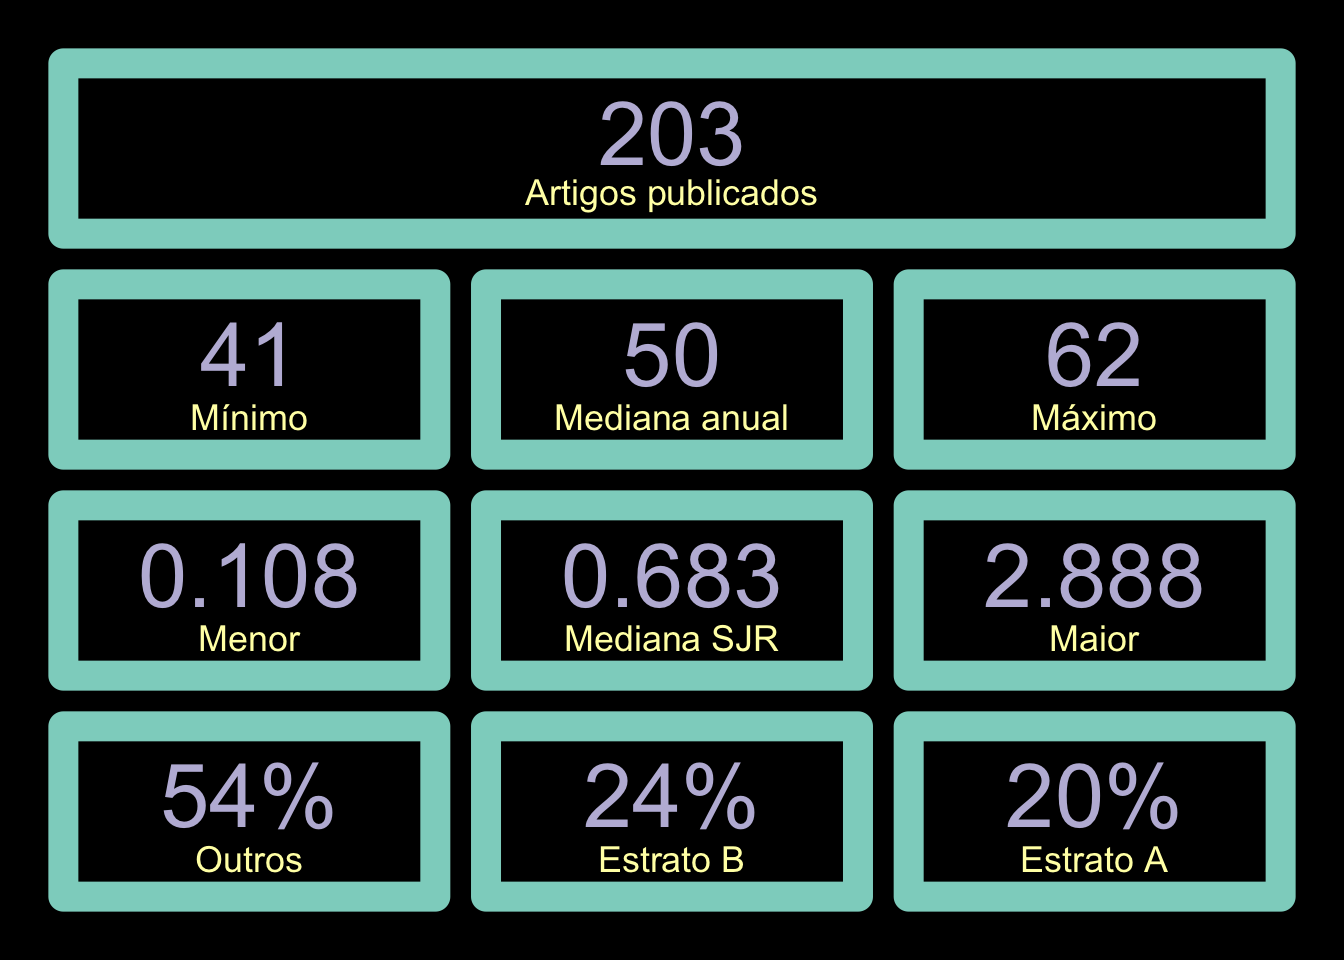 203
Artigos publicados
41
Mínimo
50
Mediana anual
62
Máximo
0.108
Menor
0.683
Mediana SJR
2.888
Maior
54%
Outros
24%
Estrato B
20%
Estrato A